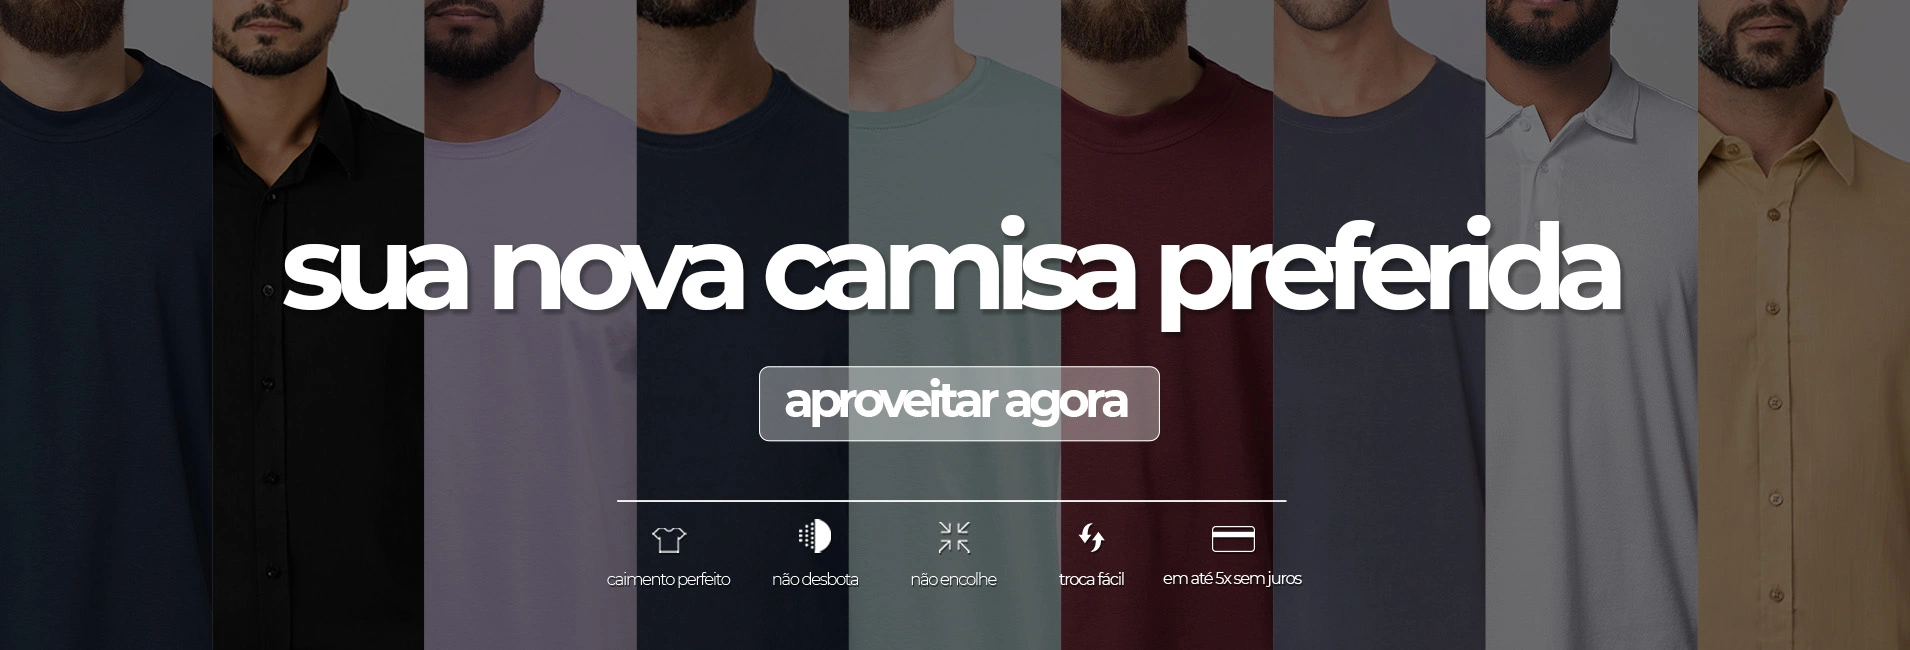 sua nova camisa preferida
aproveitar agora
caimento perfeito
não desbota
não encolhe
troca fácil
em até 5x sem juros